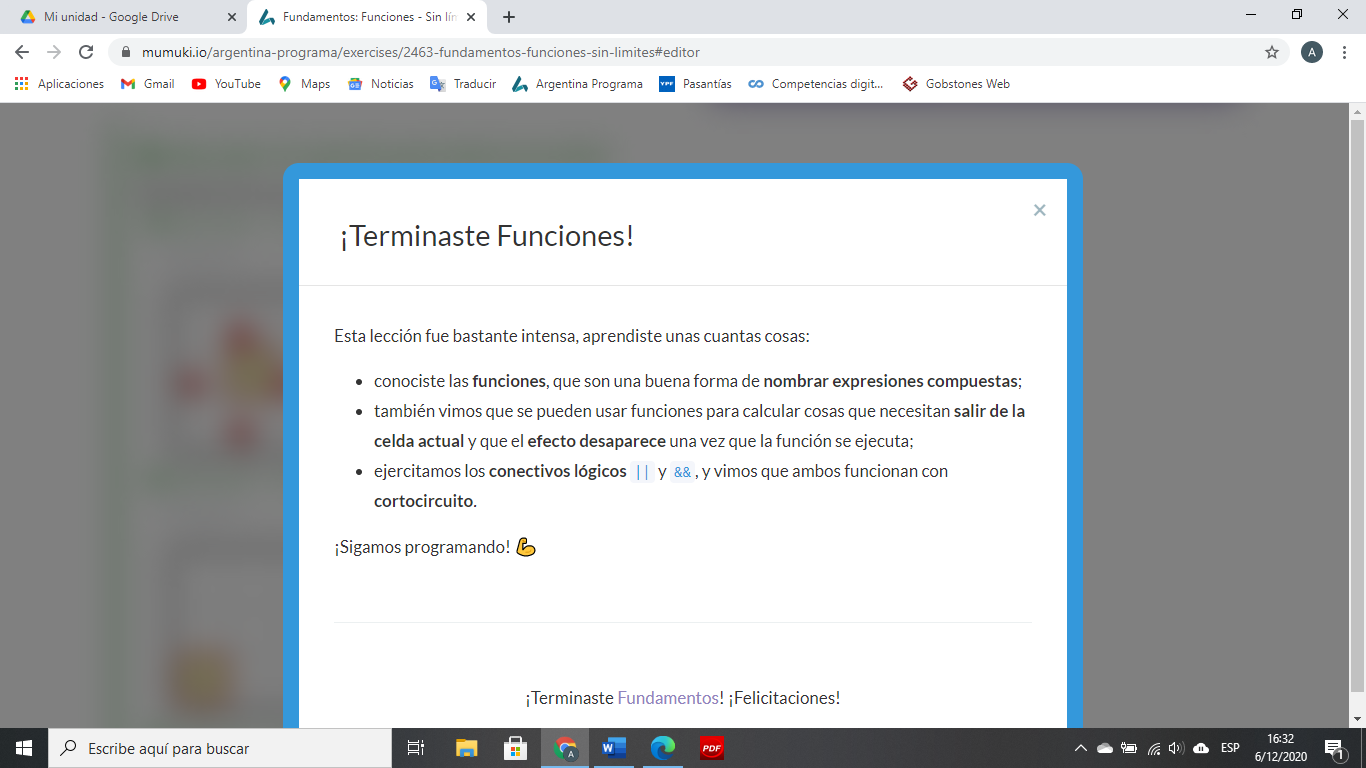 Mi unidad - Google Drive
Fundamentos: Funciones - Sin lín
mumuki.io/argentina-programa/exercises/2463-fundamentos-funciones-sin-limites#editor
A
Aplicaciones
Gmail
YouTube
Maps
Noticias
Traducir
Argentina Programa
YPF
Pasantías
Competencias digit...
Gobstones Web
¡Terminaste Funciones!
Esta lección fue bastante intensa, aprendiste unas cuantas cosas:
conociste las funciones, que son una buena forma de nombrar expresiones compuestas;
también vimos que se pueden usar funciones para calcular cosas que necesitan salir de la
celda actual y que el efecto desaparece una vez que la función se ejecuta;
ejercitamos los conectivos lógicos || y &&, y vimos que ambos funcionan con
cortocircuito.
¡Sigamos programando! 💪
¡Terminaste Fundamentos! ¡Felicitaciones!
Escribe aquí para buscar
PDF
ESP
16:32
6/12/2020
1